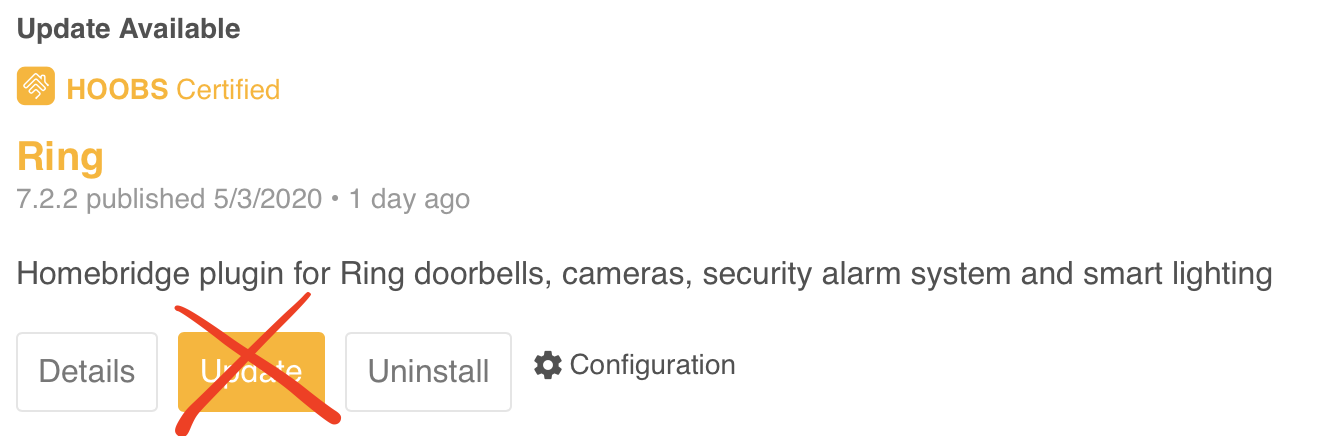 Update Available
HOOBS Certified
Ring
7.2.2 published 5/3/2020 • 1 day ago
Homebridge plugin for Ring doorbells, cameras, security alarm system and smart lighting
Details Update Uninstall Configuration